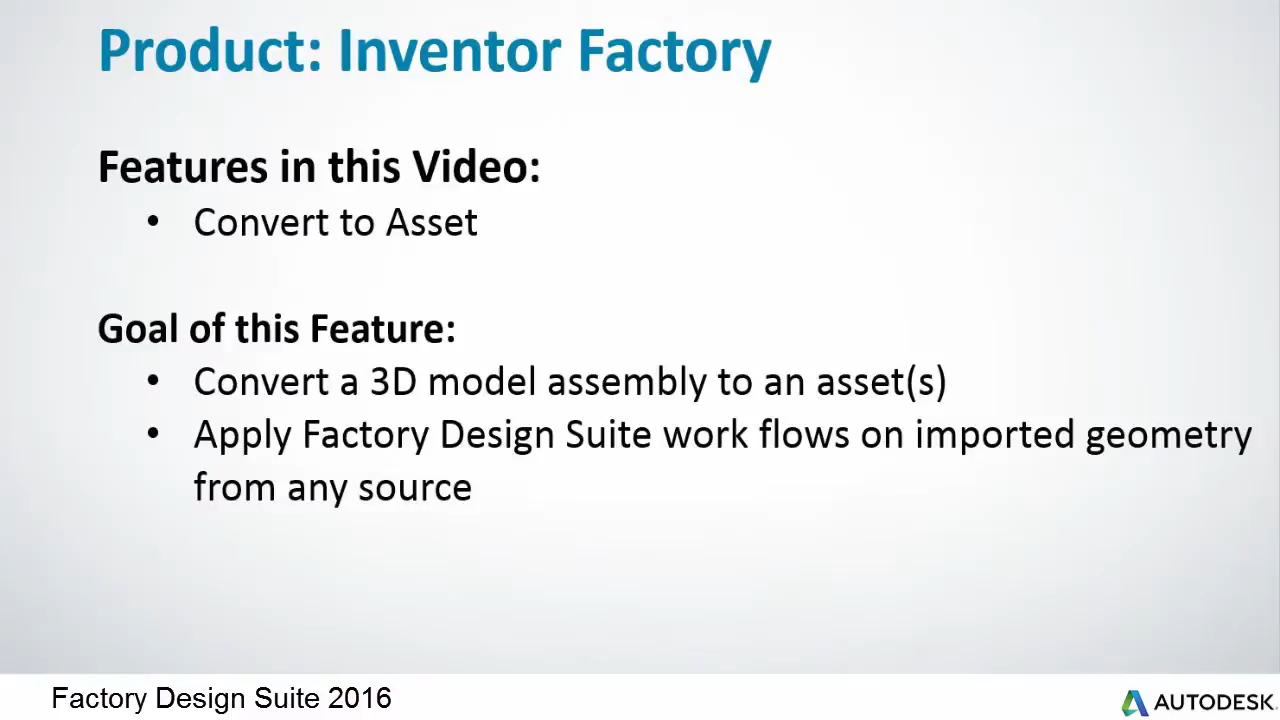 Product: Inventor Factory
Features in this Video:
• Convert to Asset
Goal of this Feature:
• Convert a 3D model assembly to an asset(s)
• Apply Factory Design Suite work flows on imported geometry
from any source
Factory Design Suite 2016
AUTODESK.